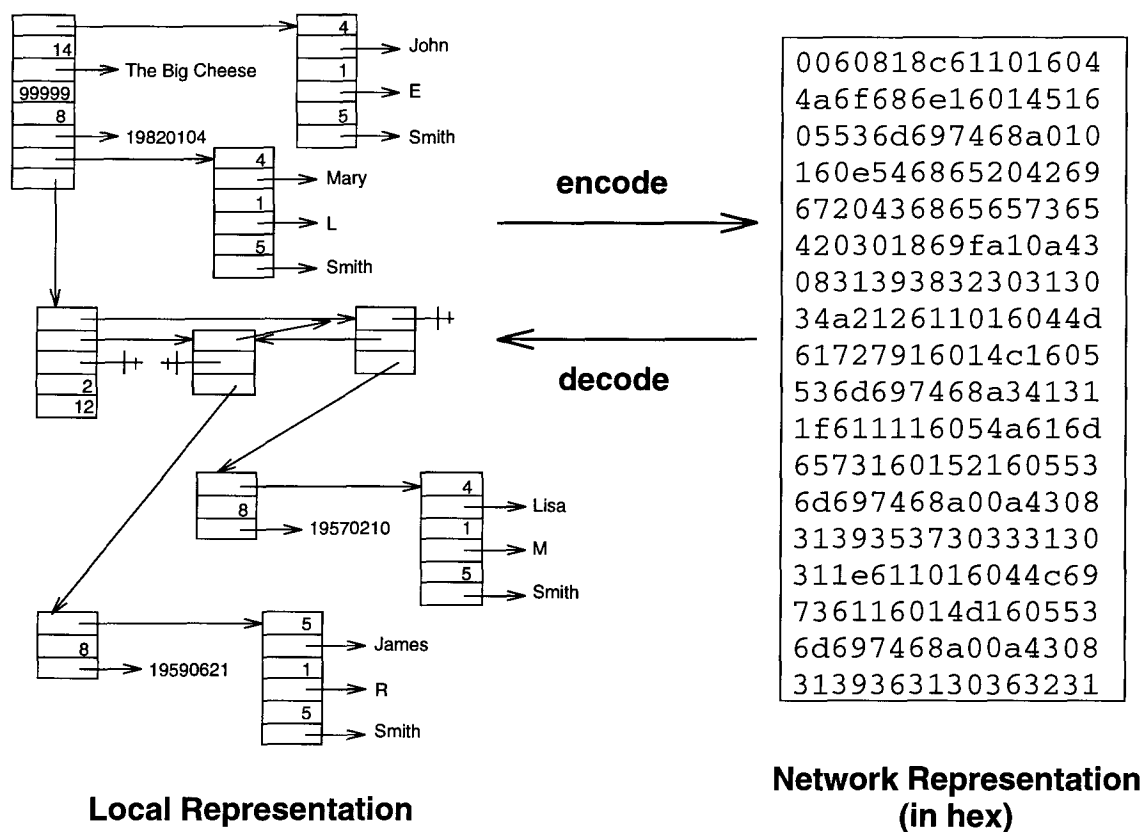 4
John
14
The Big Cheese
1
99999
E
8
5
19820104
Smith
4
Mary
1
L
5
Smith
2
12
4
Lisa
8
19570210
1
M
5
Smith
5
James
8
19590621
1
R
5
Smith
Local Representation
encode
decode
0060818c61101604
4a6f686e16014516
05536d697468a010
160e546865204269
6720436865657365
420301869fa10a43
0831393832303130
34a212611016044d
61727916014c1605
536d697468a34131
1f611116054a616d
6573160152160553
6d697468a00a4308
3139353730333130
311e611016044c69
736116014d160553
6d697468a00a4308
3139363130363231
Network Representation
(in hex)